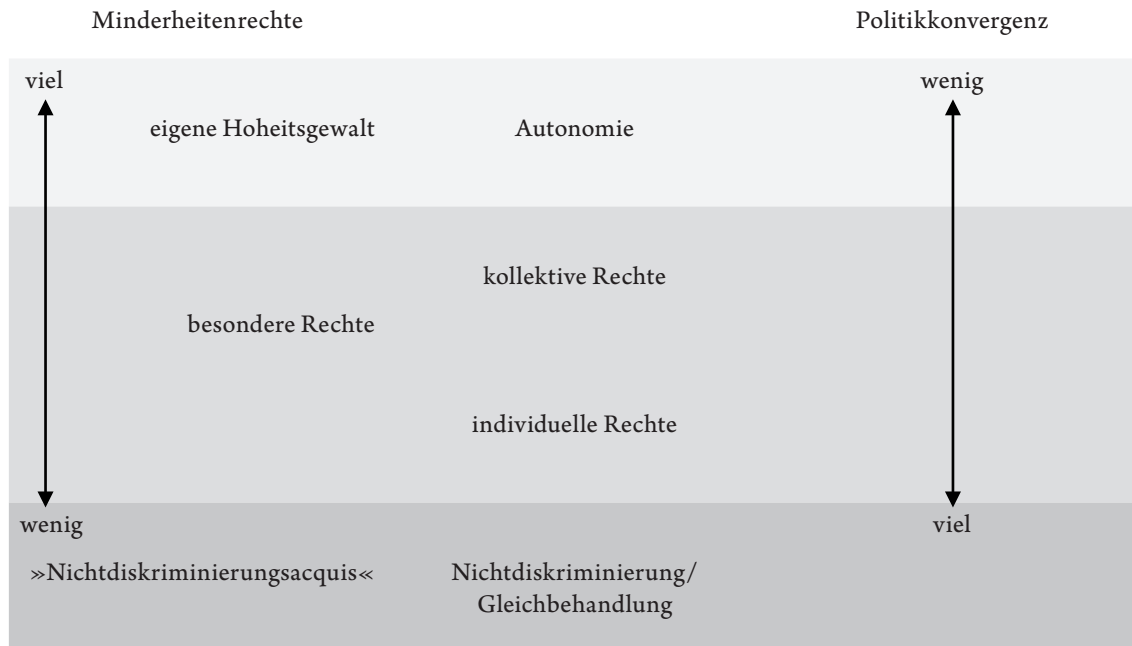 Minderheitenrechte Politikkonvergenz
viel wenig
eigene Hoheitsgewalt Autonomie
kollektive Rechte
besondere Rechte
individuelle Rechte
wenig viel
»Nichtdiskriminierungsacquis« Nichtdiskriminierung/
Gleichbehandlung